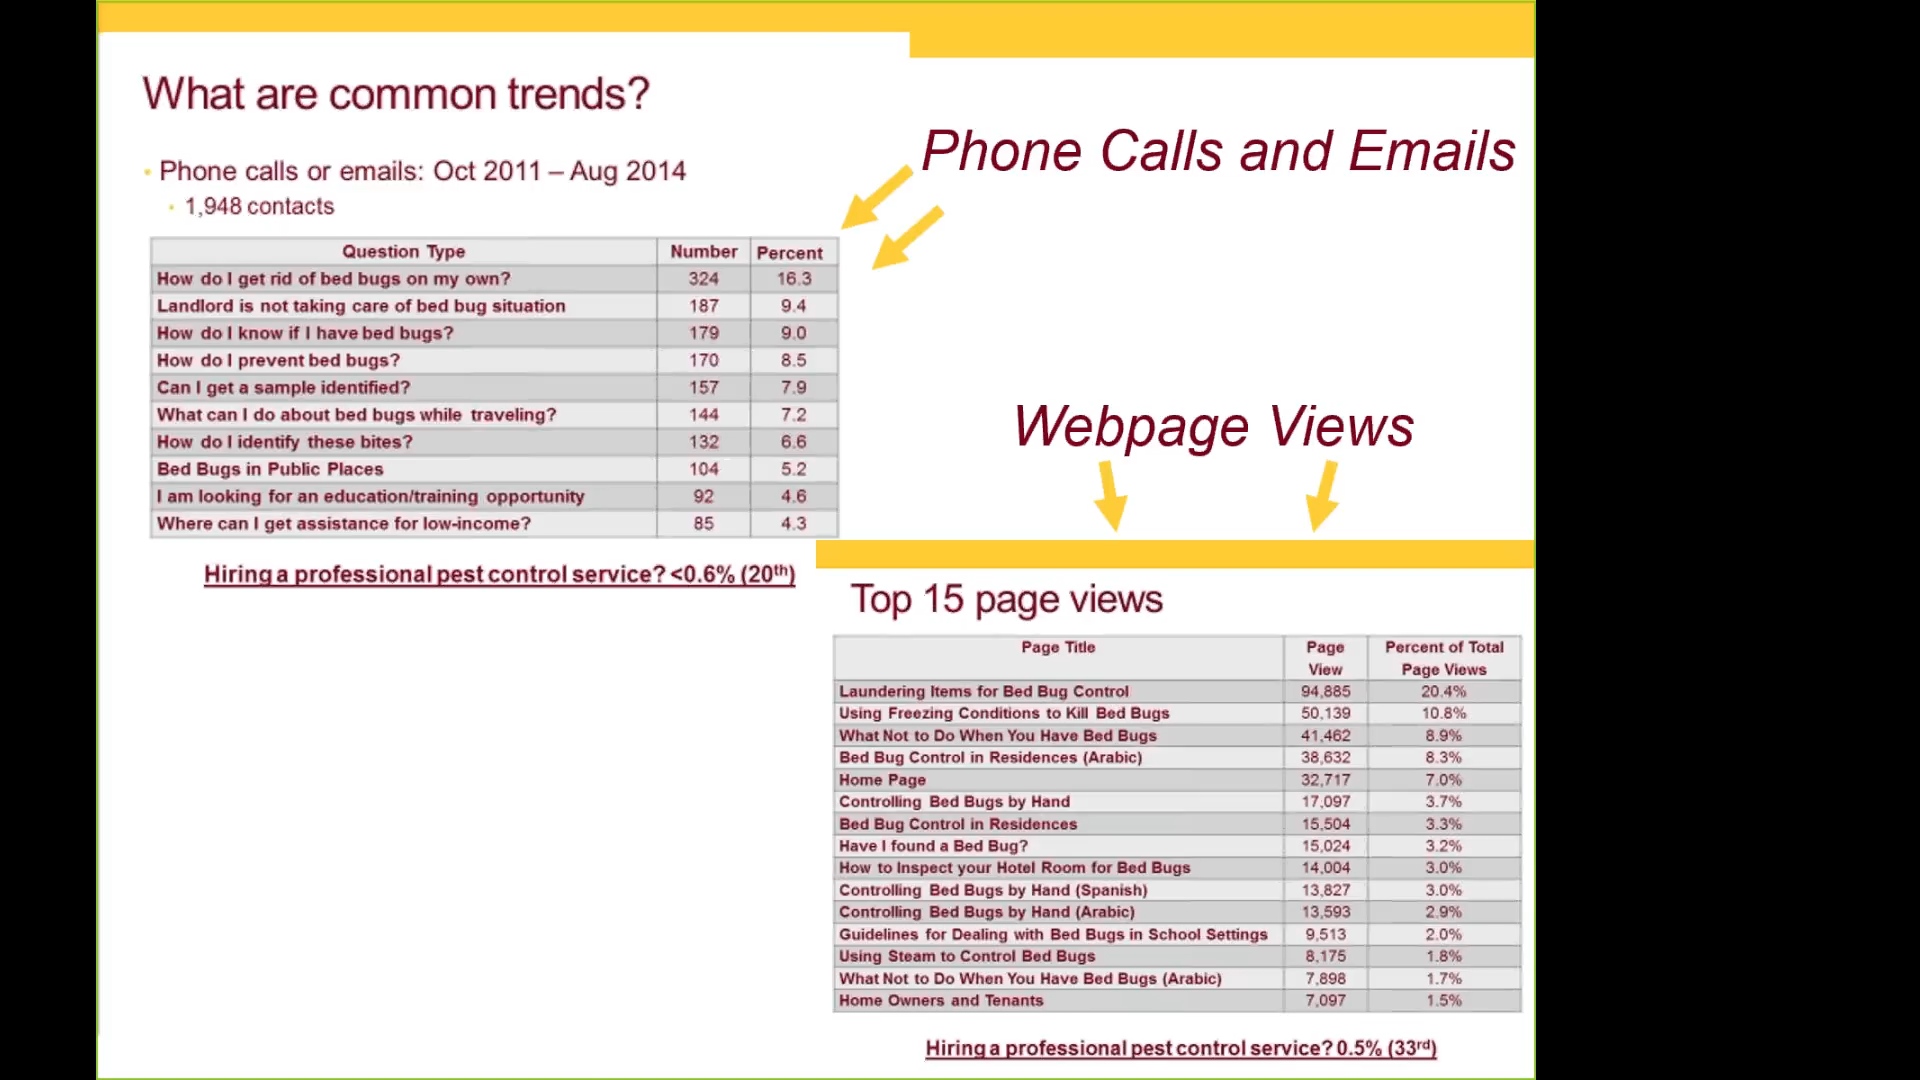 What are common trends?
• Phone calls or emails: Oct 2011 – Aug 2014
• 1,948 contacts
Phone Calls and Emails
Question Type Number Percent
How do I get rid of bed bugs on my own? 324 16.3
Landlord is not taking care of bed bug situation 187 9.4
How do I know if I have bed bugs? 179 9.0
How do I prevent bed bugs? 170 8.5
Can I get a sample identified? 157 7.9
What can I do about bed bugs while traveling? 144 7.2
How do I identify these bites? 132 6.6
Bed Bugs in Public Places 104 5.2
I am looking for an education/training opportunity 92 4.6
Where can I get assistance for low-income? 85 4.3
Hiring a professional pest control service? <0.6% (20th)
Webpage Views
Top 15 page views
Page Title Page View Percent of Total Page Views
Laundering Items for Bed Bug Control 94,885 20.4%
Using Freezing Conditions to Kill Bed Bugs 50,139 10.8%
What Not to Do When You Have Bed Bugs 41,462 8.9%
Bed Bug Control in Residences (Arabic) 38,632 8.3%
Home Page 32,717 7.0%
Controlling Bed Bugs by Hand 17,097 3.7%
Bed Bug Control in Residences 15,504 3.3%
Have I found a Bed Bug? 15,024 3.2%
How to Inspect your Hotel Room for Bed Bugs 14,004 3.0%
Controlling Bed Bugs by Hand (Spanish) 13,827 3.0%
Controlling Bed Bugs by Hand (Arabic) 13,593 2.9%
Guidelines for Dealing with Bed Bugs in School Settings 9,513 2.0%
Using Steam to Control Bed Bugs 8,175 1.8%
What Not to Do When You Have Bed Bugs (Arabic) 7,898 1.7%
Home Owners and Tenants 7,097 1.5%
Hiring a professional pest control service? 0.5% (33rd)